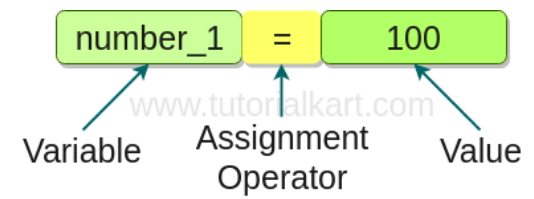 number_1 = 100
www.tutorialkart.com
Variable
Assignment
Operator
Value